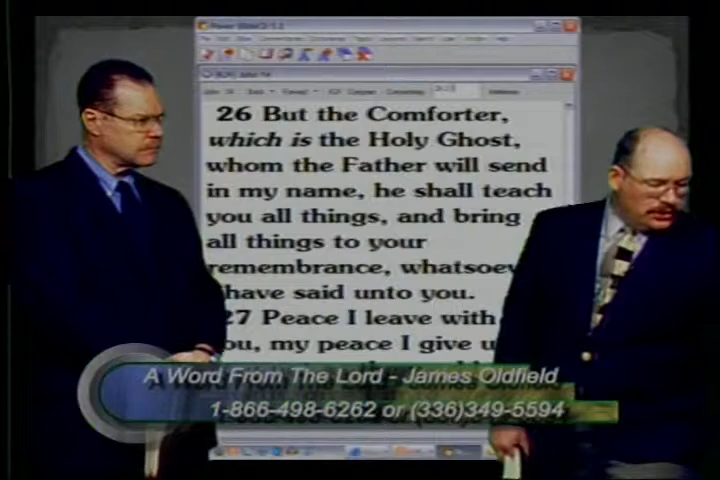 26 But the Comforter,
which is the Holy Ghost,
whom the Father will send
in my name, he shall teach
you all things, and bring
all things to your
remembrance, whatsoev
have said unto you.
27 Peace I leave with
ou, my peace I give u
A Word From The Lord - James Oldfield
1-866-498-6262 or (336)349-5594